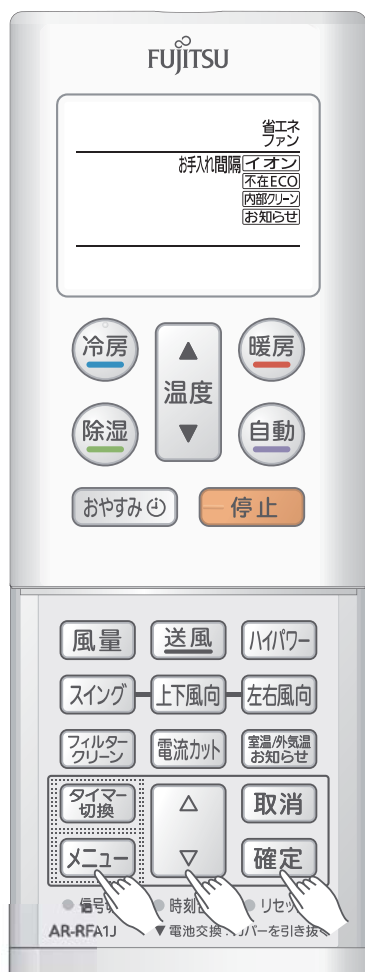 FUJITSU
省エネ
ファン
お手入れ間隔 イオン
不在ECO
内部クリーン
お知らせ
冷房
暖房
温度
除湿
自動
おやすみ
停止
風量
送風
ハイパワー
スイング
上下風向
左右風向
フィルター
クリーン
電流カット
室温/外気温
お知らせ
タイマー
切換
取消
メニュー
確定
信号
時刻
リセッ
AR-RFA1J
▼電池交換:
バーを引き抜